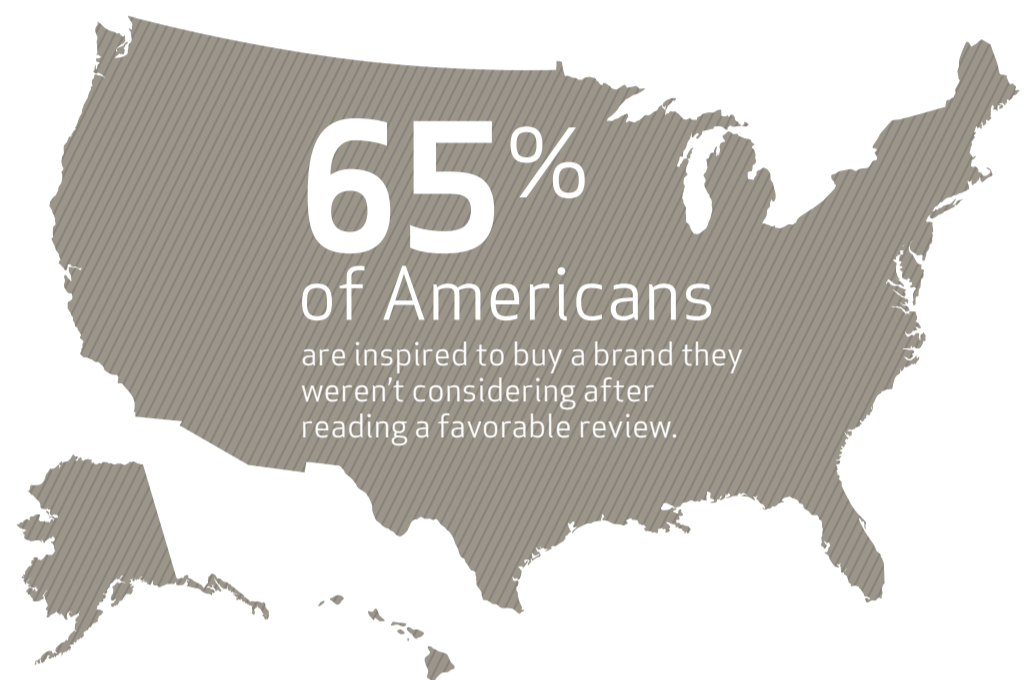 65%
of Americans
are inspired to buy a brand they
weren't considering after
reading a favorable review.